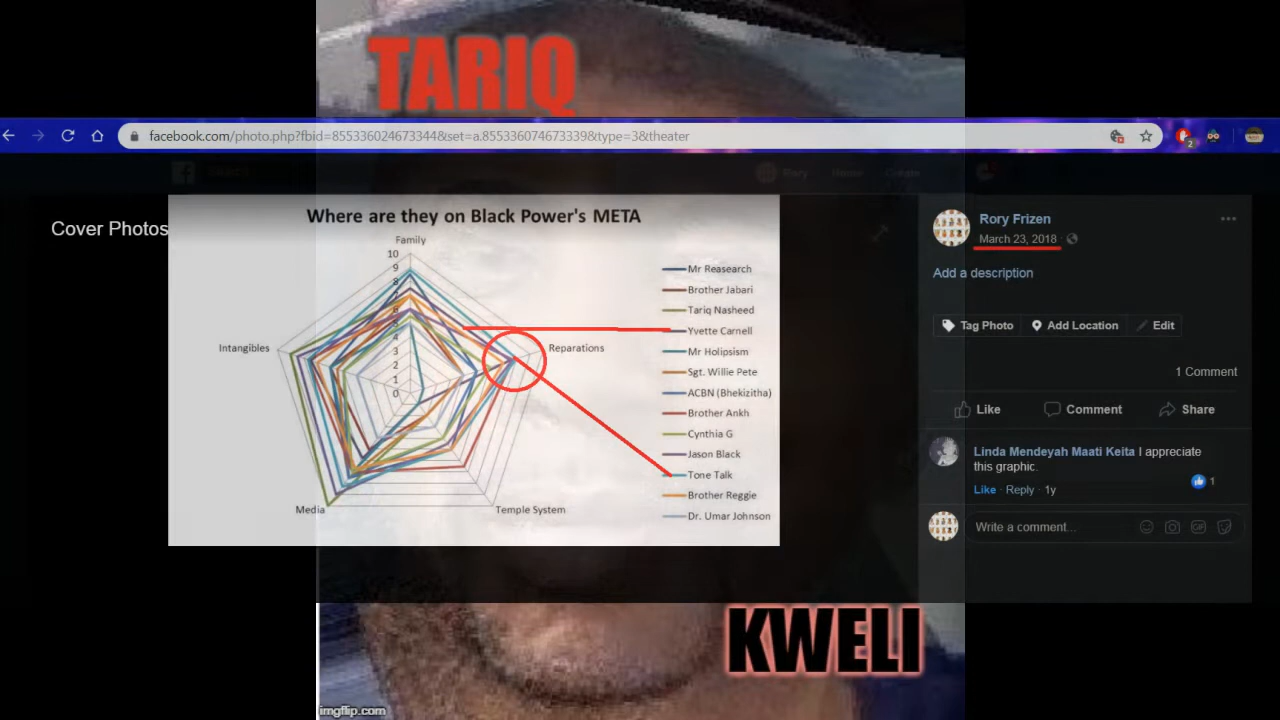 TARIQ
facebook.com/photo.php?fbid=855336024673344&set=a.855336074673339&type=3&theater
2
Rory Home Create
Cover Photos
Where are they on Black Power's META
Family
10
9
8
7
6
5
4
3
2
1
0
Intangibles
Reparations
Media
Temple System
Mr Reasearch
Brother Jabari
Tariq Nasheed
Yvette Carnell
Mr Holipsism
Sgt. Willie Pete
ACBN (Bhekizitha)
Brother Ankh
Cynthia G
Jason Black
Tone Talk
Brother Reggie
Dr. Umar Johnson
Rory Frizen
March 23, 2018 ·
Add a description
Tag Photo Add Location Edit
1 Comment
Like Comment Share
Linda Mendeyah Maati Keita I appreciate
this graphic.
1
Like · Reply · 1y
Write a comment...
GIF
KWELI
imgflip.com